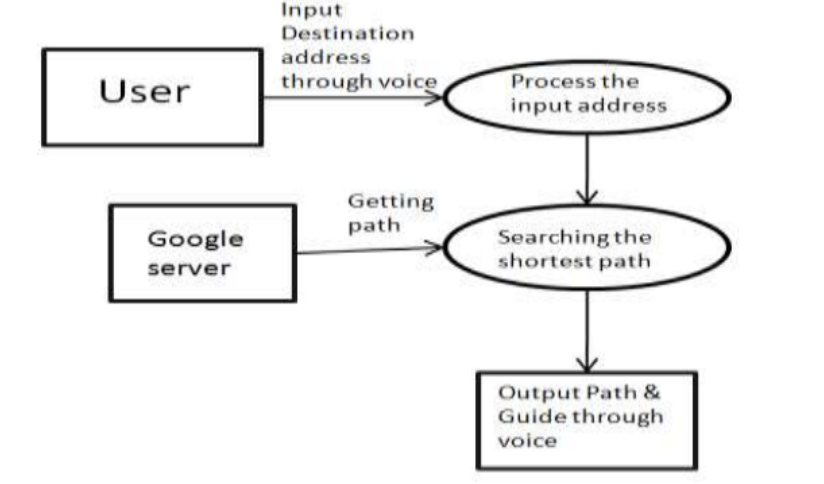 Input
Destination
address
through voice
User
Process the
input address
Getting
path
Google
server
Searching the
shortest path
Output Path &
Guide through
voice